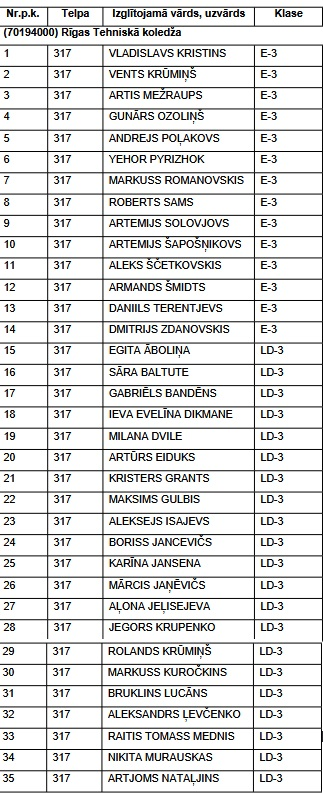 Nr.p.k. Telpa Izglītojamā vārds, uzvārds Klase
(70194000) Rīgas Tehniskā koledža
1 317 VLADISLAVS KRISTINS E-3
2 317 VENTS KRŪMIŅŠ E-3
3 317 ARTIS MEŽRAUPS E-3
4 317 GUNĀRS OZOLIŅŠ E-3
5 317 ANDREJS POĻAKOVS E-3
6 317 YEHOR PYRIZHOK E-3
7 317 MARKUSS ROMANOVSKIS E-3
8 317 ROBERTS SAMS E-3
9 317 ARTEMIJS SOLOVJOVS E-3
10 317 ARTEMIJS ŠAPOŠŅIKOVS E-3
11 317 ALEKS ŠČETKOVSKIS E-3
12 317 ARMANDS ŠMIDTS E-3
13 317 DANIILS TERENTJEVS E-3
14 317 DMITRIJS ZDANOVSKIS E-3
15 317 EGITA ĀBOLIŅA LD-3
16 317 SĀRA BALTUTE LD-3
17 317 GABRIĒLS BANDĒNS LD-3
18 317 IEVA EVELĪNA DIKMANE LD-3
19 317 MILANA DVILE LD-3
20 317 ARTŪRS EIDUKS LD-3
21 317 KRISTERS GRANTS LD-3
22 317 MAKSIMS GULBIS LD-3
23 317 ALEKSEJS ISAJEVS LD-3
24 317 BORISS JANCEVIČS LD-3
25 317 KARĪNA JANSENA LD-3
26 317 MĀRCIS JAŅĒVIČS LD-3
27 317 AĻONA JEĻISEJEVA LD-3
28 317 JEGORS KRUPENKO LD-3
29 317 ROLANDS KRŪMIŅŠ LD-3
30 317 MARKUSS KUROČKINS LD-3
31 317 BRUKLINS LUCĀNS LD-3
32 317 ALEKSANDRS ĻEVČENKO LD-3
33 317 RAITIS TOMASS MEDNIS LD-3
34 317 NIKITA MURAUSKAS LD-3
35 317 ARTJOMS NATAĻJINS LD-3